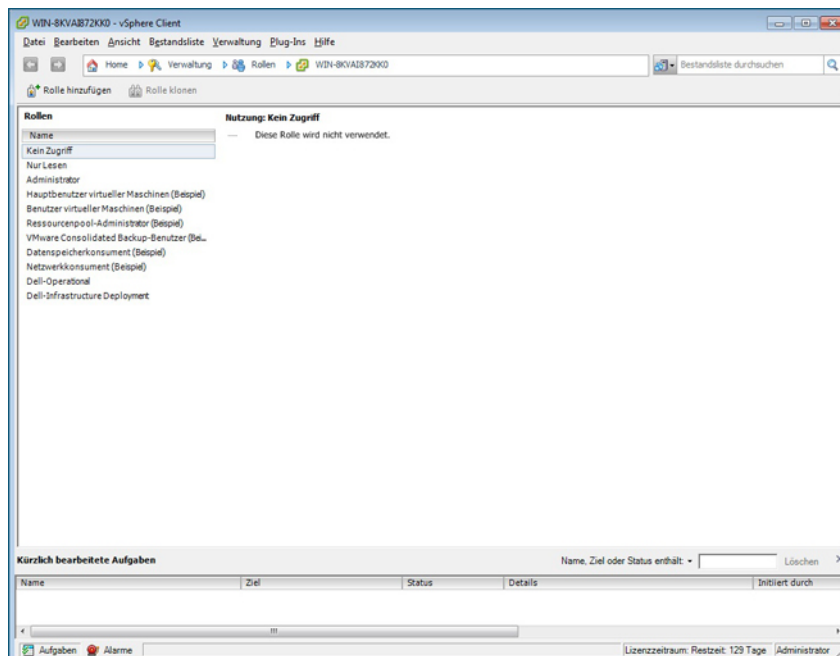 WIN-8KVAI872KK0 - vSphere Client
Datei Bearbeiten Ansicht Bestandsliste Verwaltung Plug-Ins Hilfe
Home Verwaltung Rollen WIN-8KVAI872KK0 Bestandsliste durchsuchen
Rolle hinzufügen Rolle klonen
Rollen
Name
Kein Zugriff
Nur Lesen
Administrator
Hauptbenutzer virtueller Maschinen (Beispiel)
Benutzer virtueller Maschinen (Beispiel)
Ressourcenpool-Administrator (Beispiel)
VMware Consolidated Backup-Benutzer (Bei...
Datenspeicherkonsument (Beispiel)
Netzwerkkonsument (Beispiel)
Dell-Operational
Dell-Infrastructure Deployment
Nutzung: Kein Zugriff
Diese Rolle wird nicht verwendet.
Kürzlich bearbeitete Aufgaben Name, Ziel oder Status enthält: Löschen
Name Ziel Status Details Initiiert durch
Aufgaben Alarme Lizenzzeitraum: Restzeit: 129 Tage Administrator